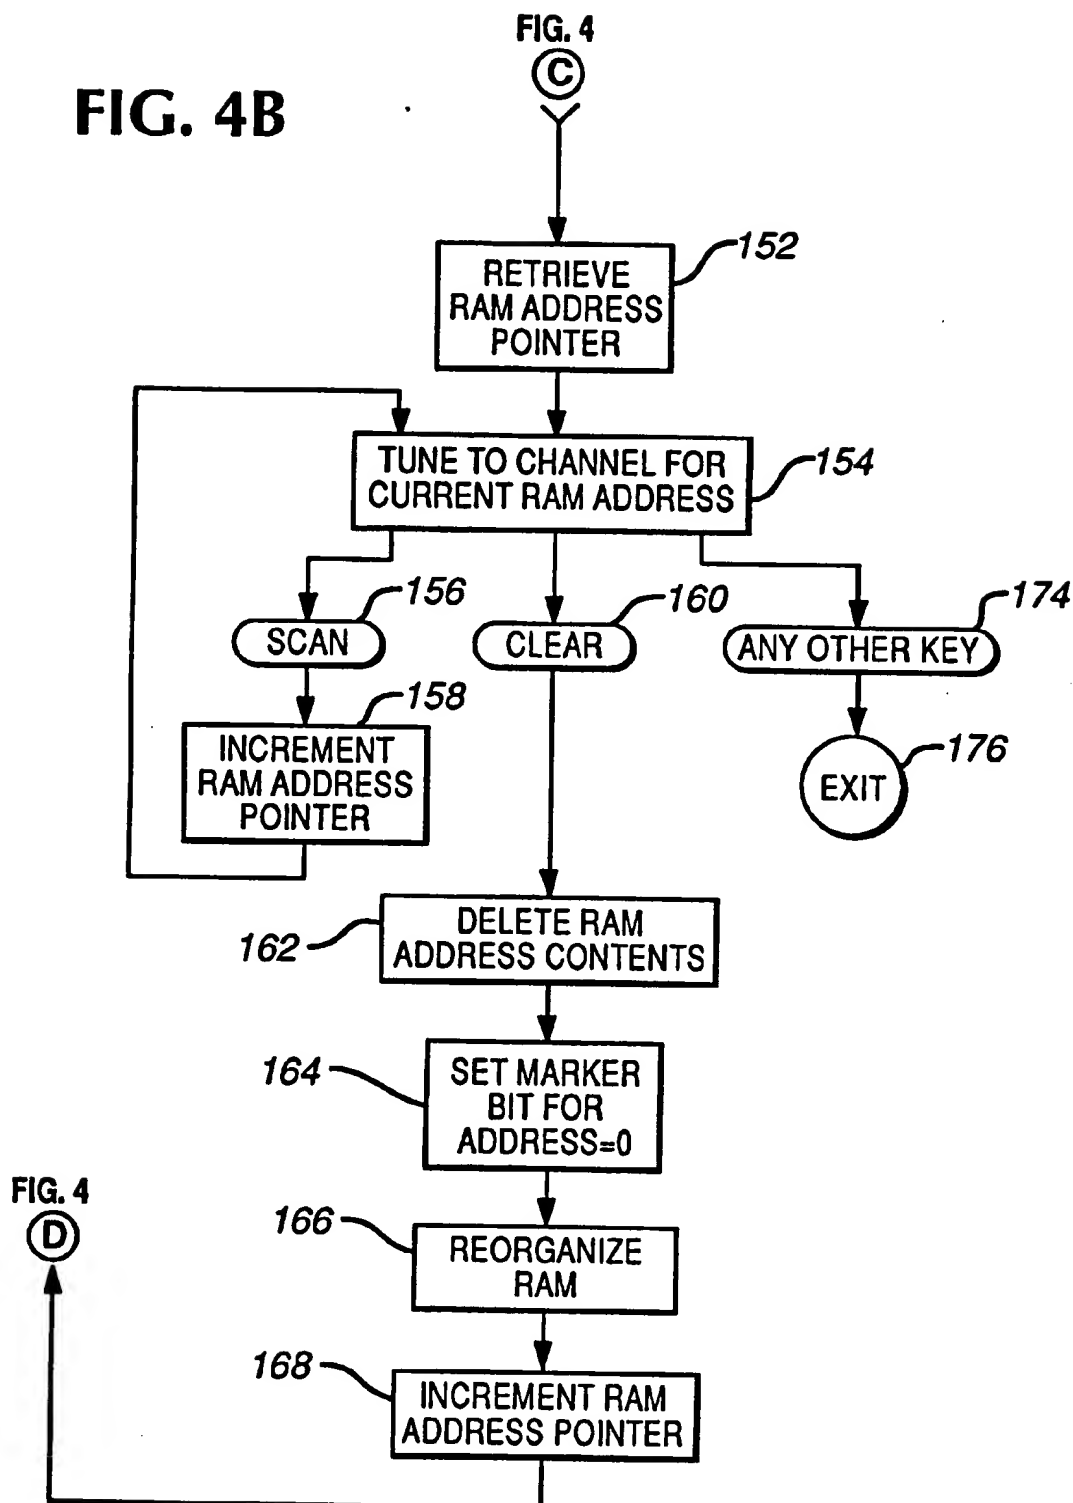 FIG. 4
C
FIG. 4B
152
RETRIEVE
RAM ADDRESS
POINTER
TUNE TO CHANNEL FOR
CURRENT RAM ADDRESS
154
156
SCAN
160
CLEAR
174
ANY OTHER KEY
158
INCREMENT
RAM ADDRESS
POINTER
176
EXIT
162
DELETE RAM
ADDRESS CONTENTS
164
SET MARKER
BIT FOR
ADDRESS=0
FIG. 4
D
166
REORGANIZE
RAM
168
INCREMENT RAM
ADDRESS POINTER